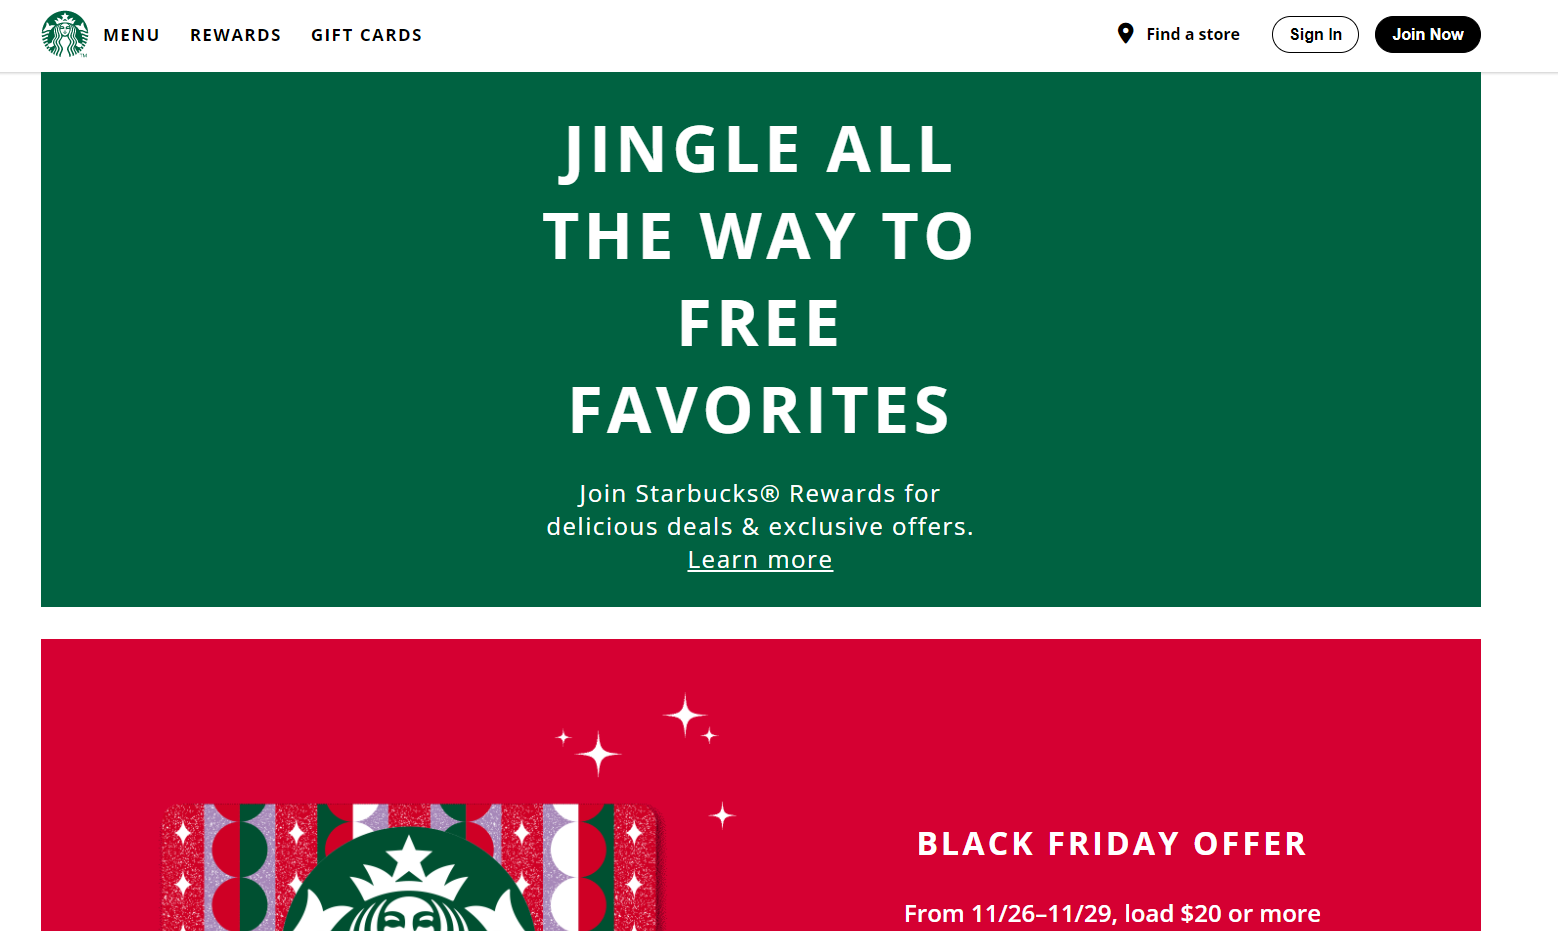 MENU REWARDS GIFT CARDS Find a store Sign In Join Now
JINGLE ALL
THE WAY TO
FREE
FAVORITES
Join Starbucks® Rewards for
delicious deals & exclusive offers.
Learn more
BLACK FRIDAY OFFER
From 11/26–11/29, load $20 or more